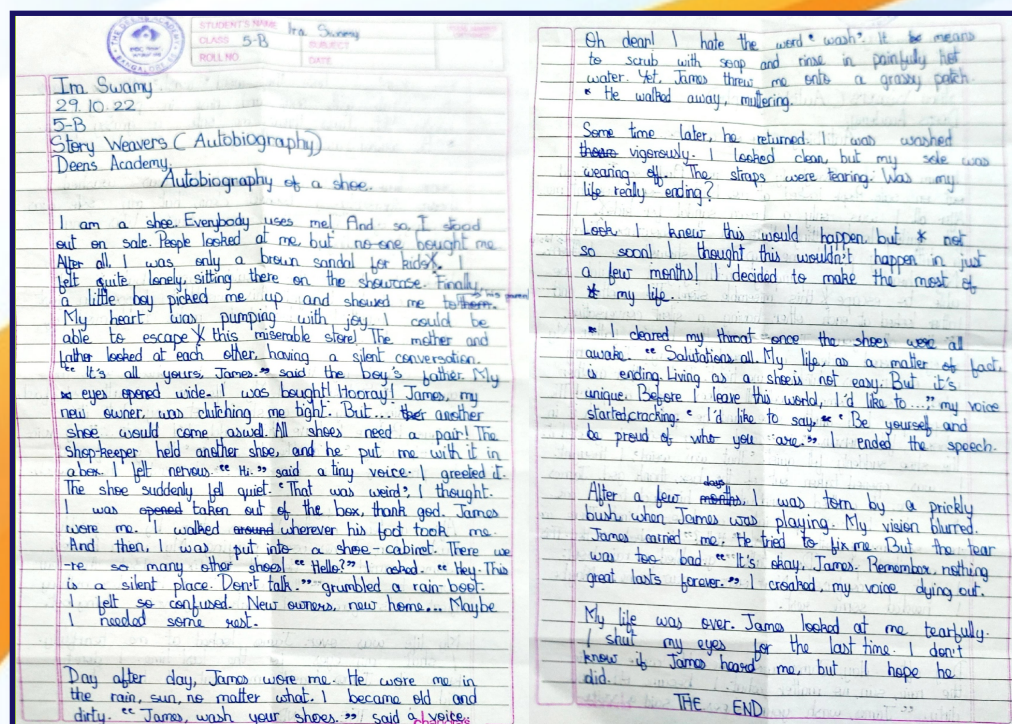 STUDENT'S NAME Ira Swamy
CLASS 5-B SUBJECT
ROLL NO DATE
Ira Swamy
29.10.22
5-B
Story Weavers (Autobiography)
Deens Academy.
Autobiography of a shoe.
I am a shoe. Everybody uses me! And so, I stood
out on sale. People looked at me, but no-one bought me
After all, I was only a brown sandal for kids. I
felt quite lonely, sitting there on the showcase. Finally,
a little boy picked me up and showed me to his parent
My heart was pumping with joy. I could be
able to escape this miserable store! The mother and
father looked at each other, having a silent conversation.
"It's all yours, James." said the boy's father. My
eyes opened wide. I was bought! Hooray! James, my
new owner, was clutching me tight. But... another
shoe would come aswel. All shoes need a pair! The
shop-keeper held another shoe, and he put me with it in
a box. I felt nervous. "Hi." said a tiny voice. I greeted it.
The shoe suddenly fell quiet. 'That was weird', I thought.
I was taken out of the box, thank god. James
wore me. I walked wherever his foot took me.
And then, I was put into a shoe-cabinet. There we
-re so many other shoes! "Hello?" I asked. "Hey. This
is a silent place. Don't talk." grumbled a rain-boot.
I felt so confused. New owners, new home... Maybe
I needed some rest.
Day after day, James wore me. He wore me in
the rain, sun, no matter what. I became old and
dirty. "James, wash your shoes." said a voice.
Oh dear! I hate the word 'wash'. It means
to scrub with soap and rinse in painfully hot
water. Yet, James threw me onto a grassy patch.
He walked away, muttering.
Some time later, he returned. I was washed
vigorously. I looked clean, but my sole was
wearing off. The straps were tearing. Was my
life really ending?
Look I knew this would happen but not
so soon! I thought this wouldn't happen in just
a few months! I decided to make the most of
my life.
I cleared my throat once the shoes were all
awake. "Salutations all. My life, as a matter of fact,
is ending. Living as a shoe is not easy. But it's
unique. Before I leave this world, I'd like to..." my voice
started cracking. "I'd like to say, 'Be yourself and
be proud of who you are." I ended the speech.
After a few days, I was torn by a prickly
bush when James was playing. My vision blurred.
James carried me. He tried to fix me. But the tear
was too bad. "It's okay, James. Remember, nothing
great lasts forever." I croaked, my voice dying out.
My life was over. James looked at me tearfully.
I shut my eyes for the last time. I don't
know if James heard me, but I hope he
did.
THE END